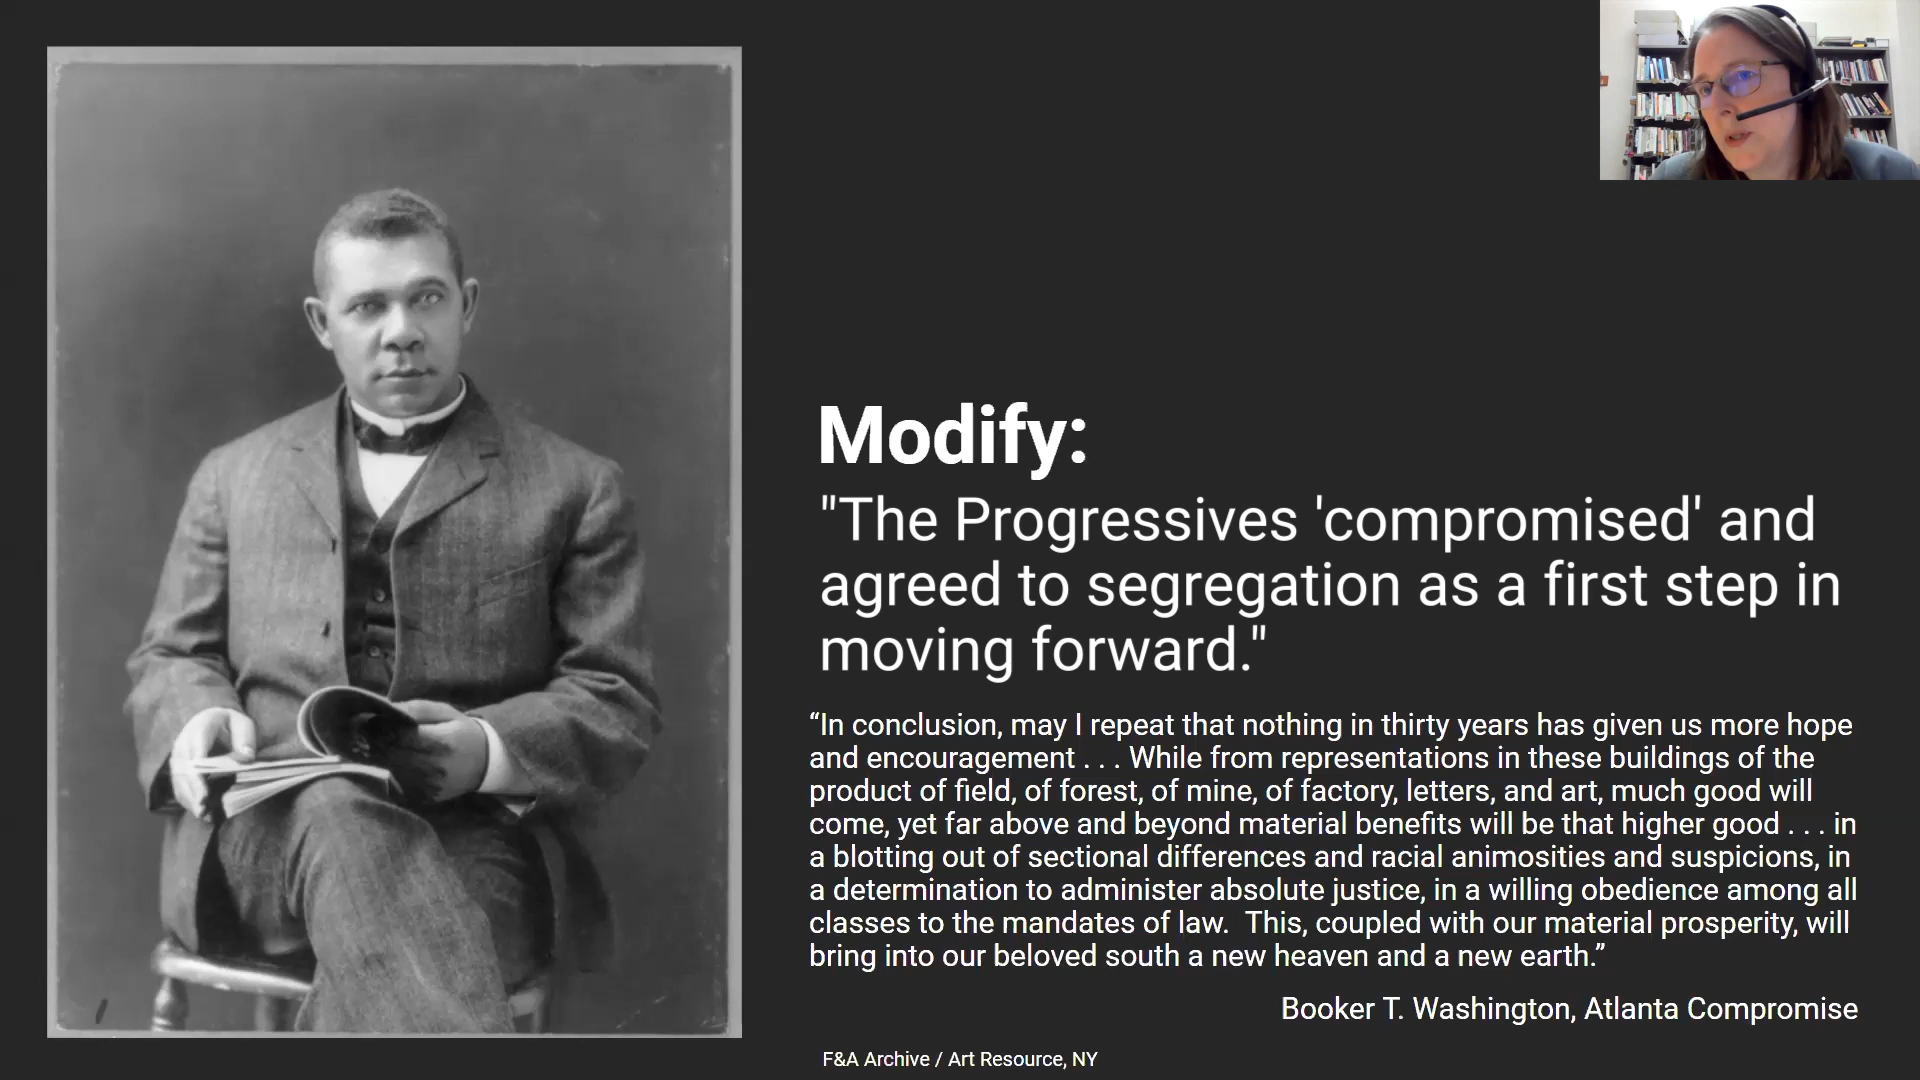 Modify:
"The Progressives 'compromised' and
agreed to segregation as a first step in
moving forward."
“In conclusion, may I repeat that nothing in thirty years has given us more hope
and encouragement . . . While from representations in these buildings of the
product of field, of forest, of mine, of factory, letters, and art, much good will
come, yet far above and beyond material benefits will be that higher good . . . in
a blotting out of sectional differences and racial animosities and suspicions, in
a determination to administer absolute justice, in a willing obedience among all
classes to the mandates of law.  This, coupled with our material prosperity, will
bring into our beloved south a new heaven and a new earth.”
Booker T. Washington, Atlanta Compromise
F&A Archive / Art Resource, NY